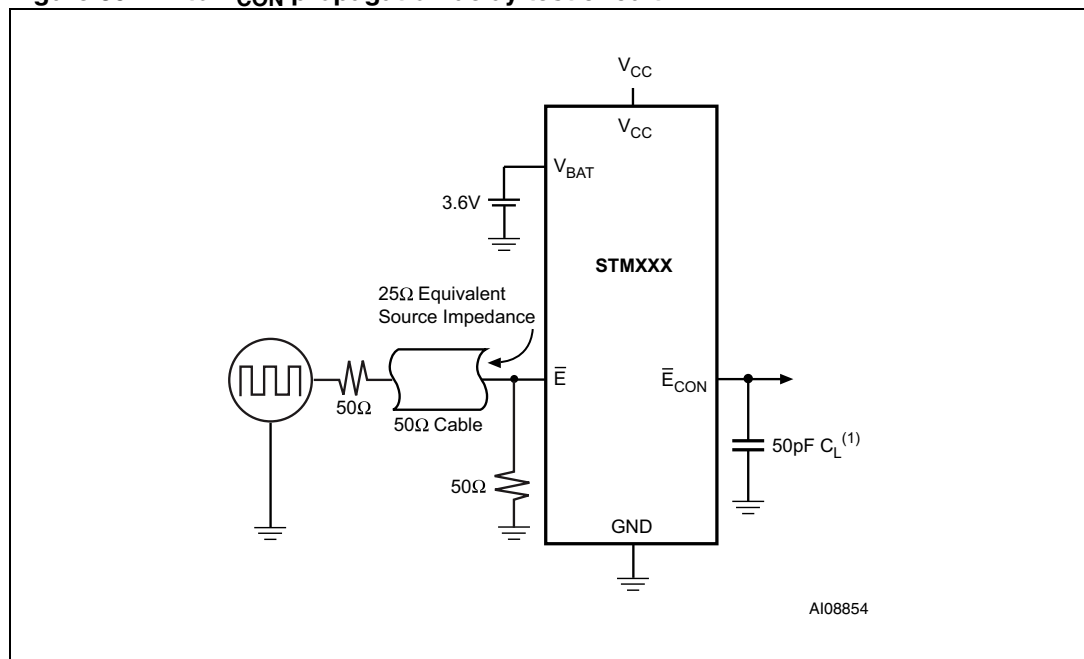 V_CC
V_CC
V_BAT
3.6V
STMXXX
25Ω Equivalent
Source Impedance
E̅
E̅_CON
50Ω
50Ω Cable
50pF C_L^(1)
50Ω
GND
AI08854